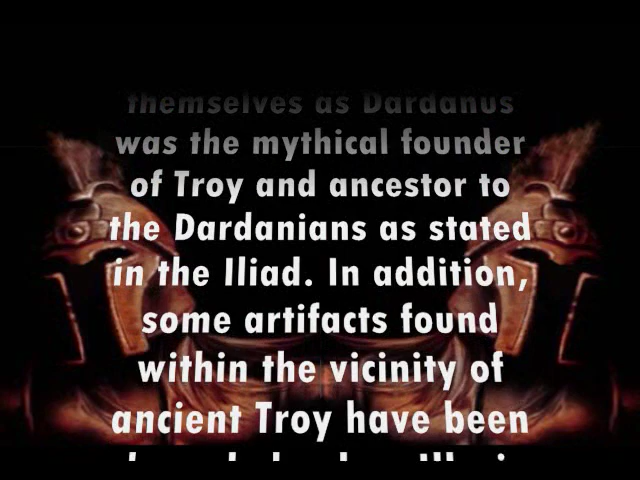 themselves as Dardanus
was the mythical founder
of Troy and ancestor to
the Dardanians as stated
in the Iliad. In addition,
some artifacts found
within the vicinity of
ancient Troy have been